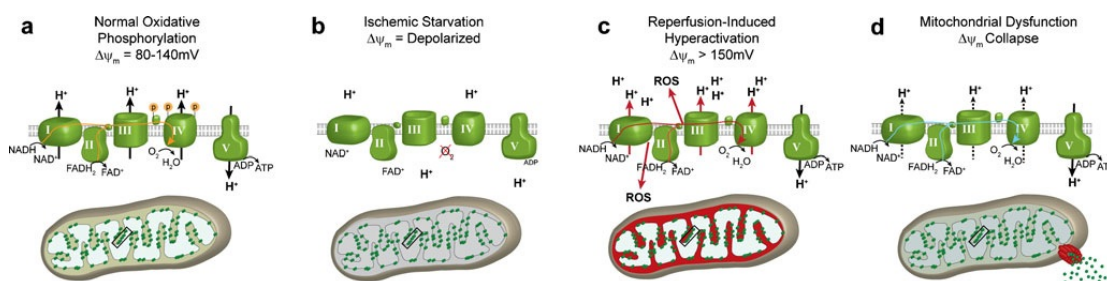 a
Normal Oxidative
Phosphorylation
Δψm = 80-140mV
H⁺ H⁺ H⁺
p p p
I II III IV V
NADH
NAD⁺
FADH₂ FAD⁺
O₂ H₂O
ADP ATP
H⁺
b
Ischemic Starvation
Δψm = Depolarized
H⁺ H⁺
I II III IV V
FAD⁺
H⁺
ADP
H⁺
c
Reperfusion-Induced
Hyperactivation
Δψm > 150mV
ROS
H⁺ H⁺ H⁺ H⁺ H⁺ H⁺ H⁺
I II III IV V
NADH
NAD⁺
FADH₂ FAD⁺
O₂ H₂O
ADP ATP
ROS
H⁺
d
Mitochondrial Dysfunction
Δψm Collapse
H⁺ H⁺ H⁺
I II III IV V
NADH
NAD⁺
FADH₂ FAD⁺
O₂ H₂O
ADP ATP
H⁺